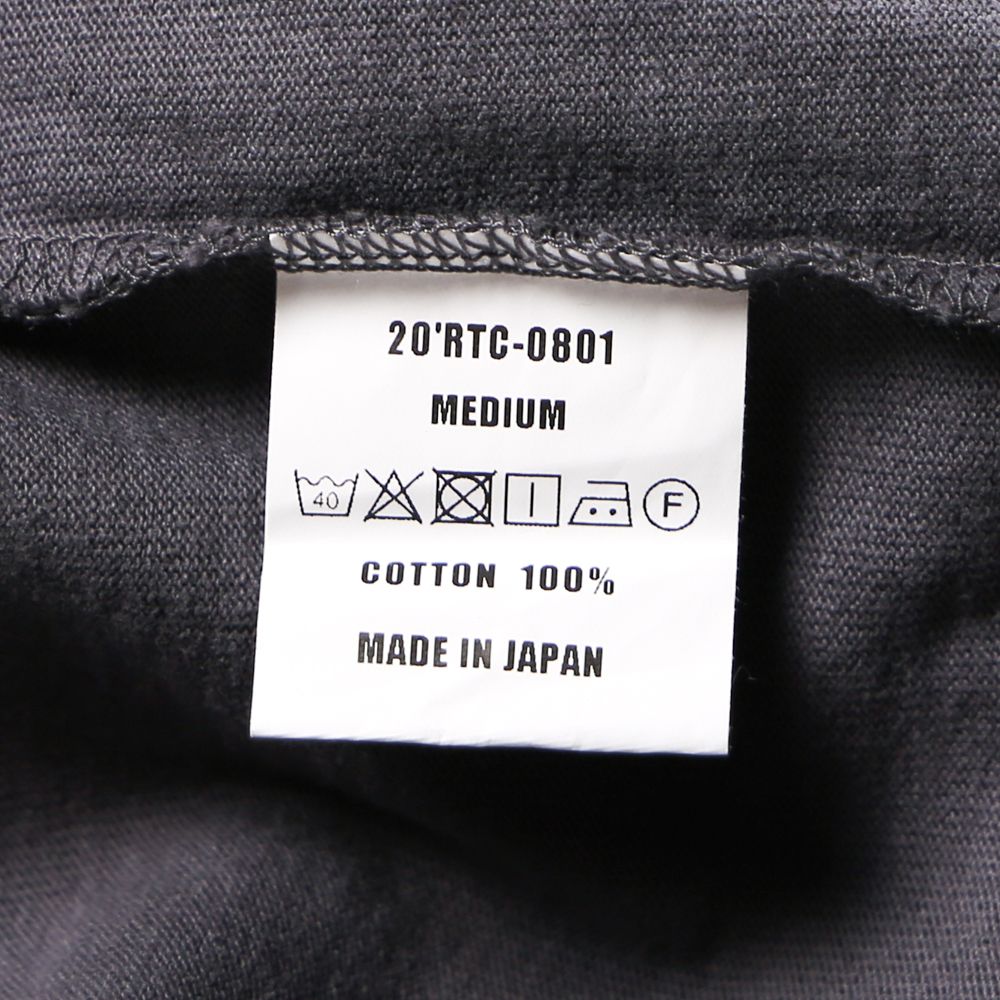 20'RTC-0801
MEDIUM
40 F
COTTON 100%
MADE IN JAPAN